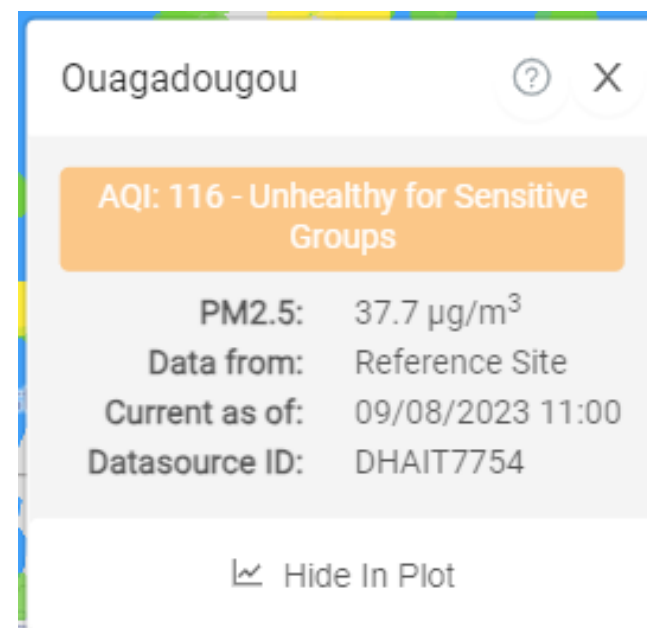 Ouagadougou
AQI: 116 - Unhealthy for Sensitive
Groups
PM2.5: 37.7 µg/m³
Data from: Reference Site
Current as of: 09/08/2023 11:00
Datasource ID: DHAIT7754
Hide In Plot